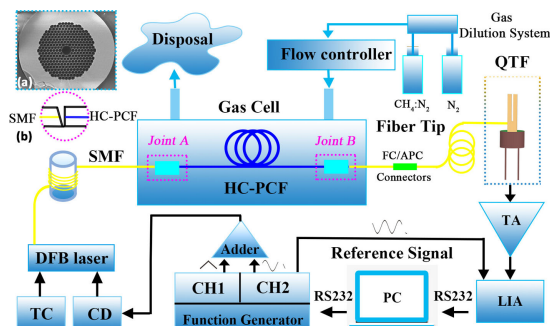 (a)
Disposal
Flow controller
Gas
Dilution System
CH₄:N₂
N₂
QTF
SMF
HC-PCF
(b)
Gas Cell
Fiber Tip
Joint A
Joint B
SMF
HC-PCF
FC/APC
Connectors
TA
DFB laser
TC
CD
Adder
CH1
CH2
Function Generator
Reference Signal
RS232
PC
RS232
LIA